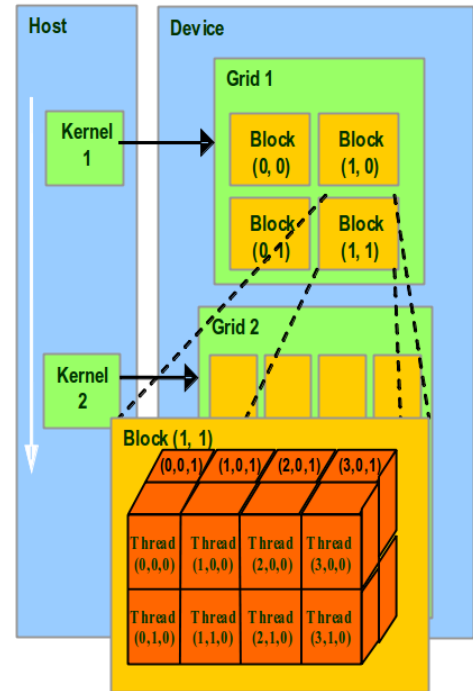 Host
Device
Grid 1
Kernel
1
Block
(0, 0)
Block
(1, 0)
Block
(0, 1)
Block
(1, 1)
Grid 2
Kernel
2
Block (1, 1)
(0,0,1)
(1,0,1)
(2,0,1)
(3,0,1)
Thread
(0,0,0)
Thread
(1,0,0)
Thread
(2,0,0)
Thread
(3,0,0)
Thread
(0,1,0)
Thread
(1,1,0)
Thread
(2,1,0)
Thread
(3,1,0)